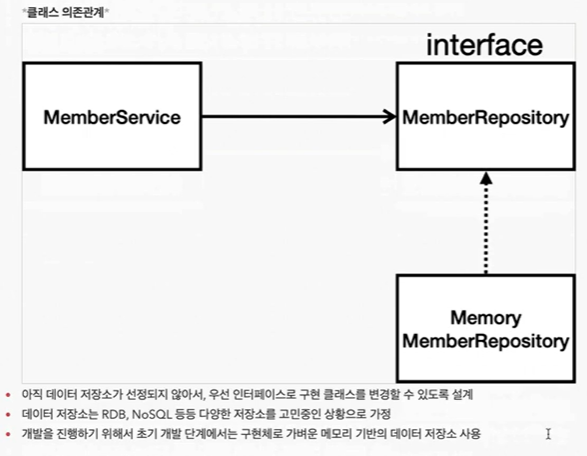 *클래스 의존관계*
interface
MemberService
MemberRepository
Memory
MemberRepository
• 아직 데이터 저장소가 선정되지 않아서, 우선 인터페이스로 구현 클래스를 변경할 수 있도록 설계
• 데이터 저장소는 RDB, NoSQL 등등 다양한 저장소를 고민중인 상황으로 가정
• 개발을 진행하기 위해서 초기 개발 단계에서는 구현체로 가벼운 메모리 기반의 데이터 저장소 사용